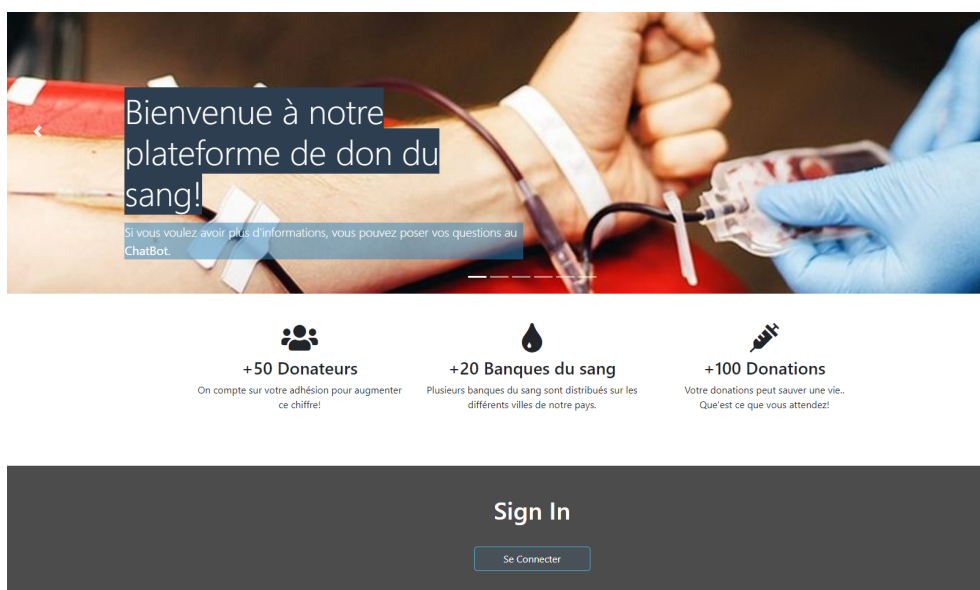 Bienvenue à notre
plateforme de don du
sang!
Si vous voulez avoir plus d'informations, vous pouvez poser vos questions au
ChatBot.
+50 Donateurs
On compte sur votre adhésion pour augmenter
ce chiffre!
+20 Banques du sang
Plusieurs banques du sang sont distribués sur les
différents villes de notre pays.
+100 Donations
Votre donations peut sauver une vie..
Que'est ce que vous attendez!
Sign In
Se Connecter